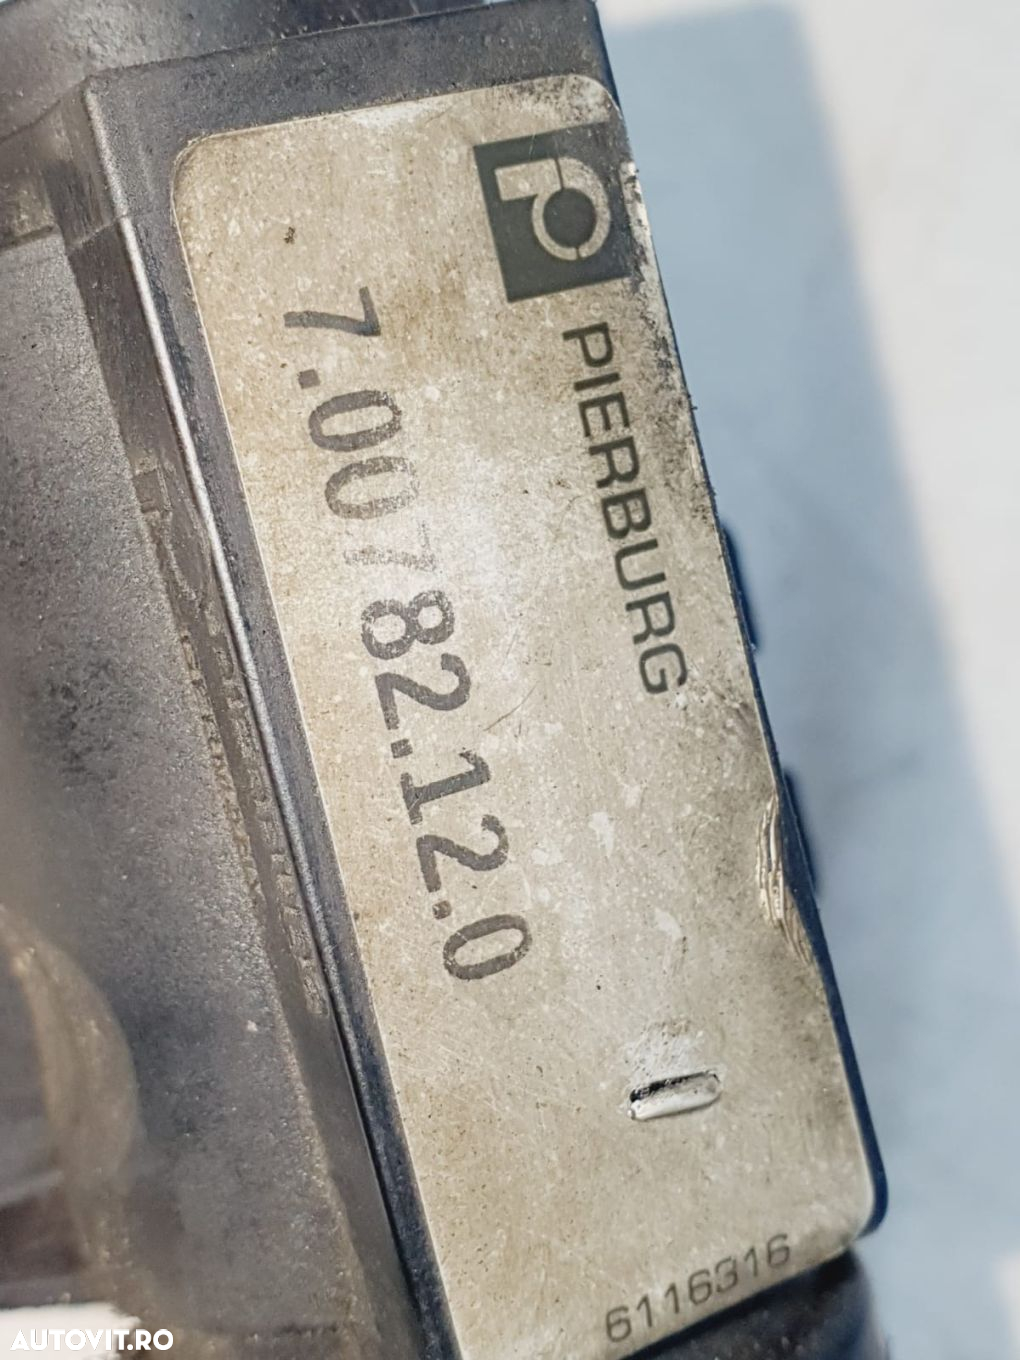 PIERBURG
7.00782.12.0
6116316
AUTOVIT.RO